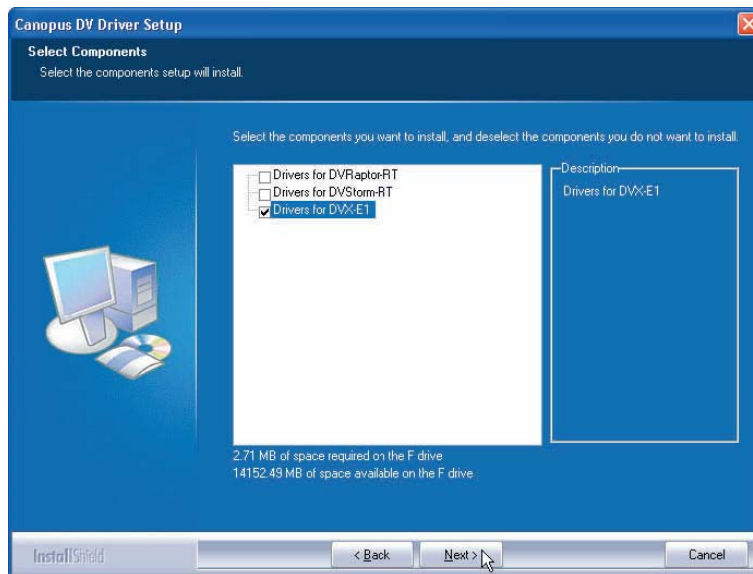 Canopus DV Driver Setup
Select Components
Select the components setup will install.
Select the components you want to install, and deselect the components you do not want to install.
Drivers for DVRaptor-RT
Drivers for DVStorm-RT
Drivers for DVX-E1
Description
Drivers for DVX-E1
2.71 MB of space required on the F drive
14152.49 MB of space available on the F drive
InstallShield
< Back
Next >
Cancel